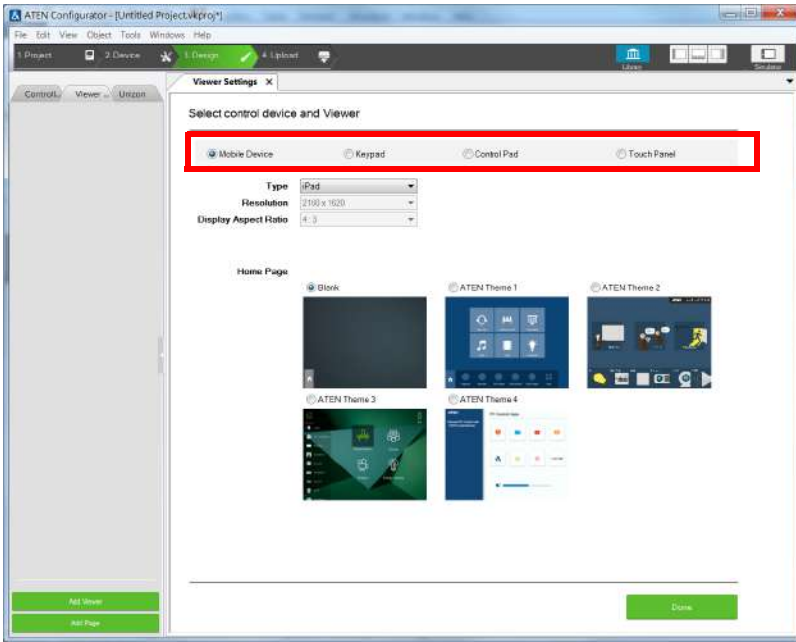 ATEN Configurator - [Untitled Project.vkproj*]
File Edit View Object Tools Windows Help
1 Project 2 Device 3 Design 4 Upload Library Simulator
Viewer Settings X
Controll.. Viewer ... Unizon
Select control device and Viewer
Mobile Device Keypad Control Pad Touch Panel
Type iPad
Resolution 2160 x 1620
Display Aspect Ratio 4 : 3
Home Page
Blank ATEN Theme 1 ATEN Theme 2
ATEN Theme 3 ATEN Theme 4
Add Viewer
Done
Add Page